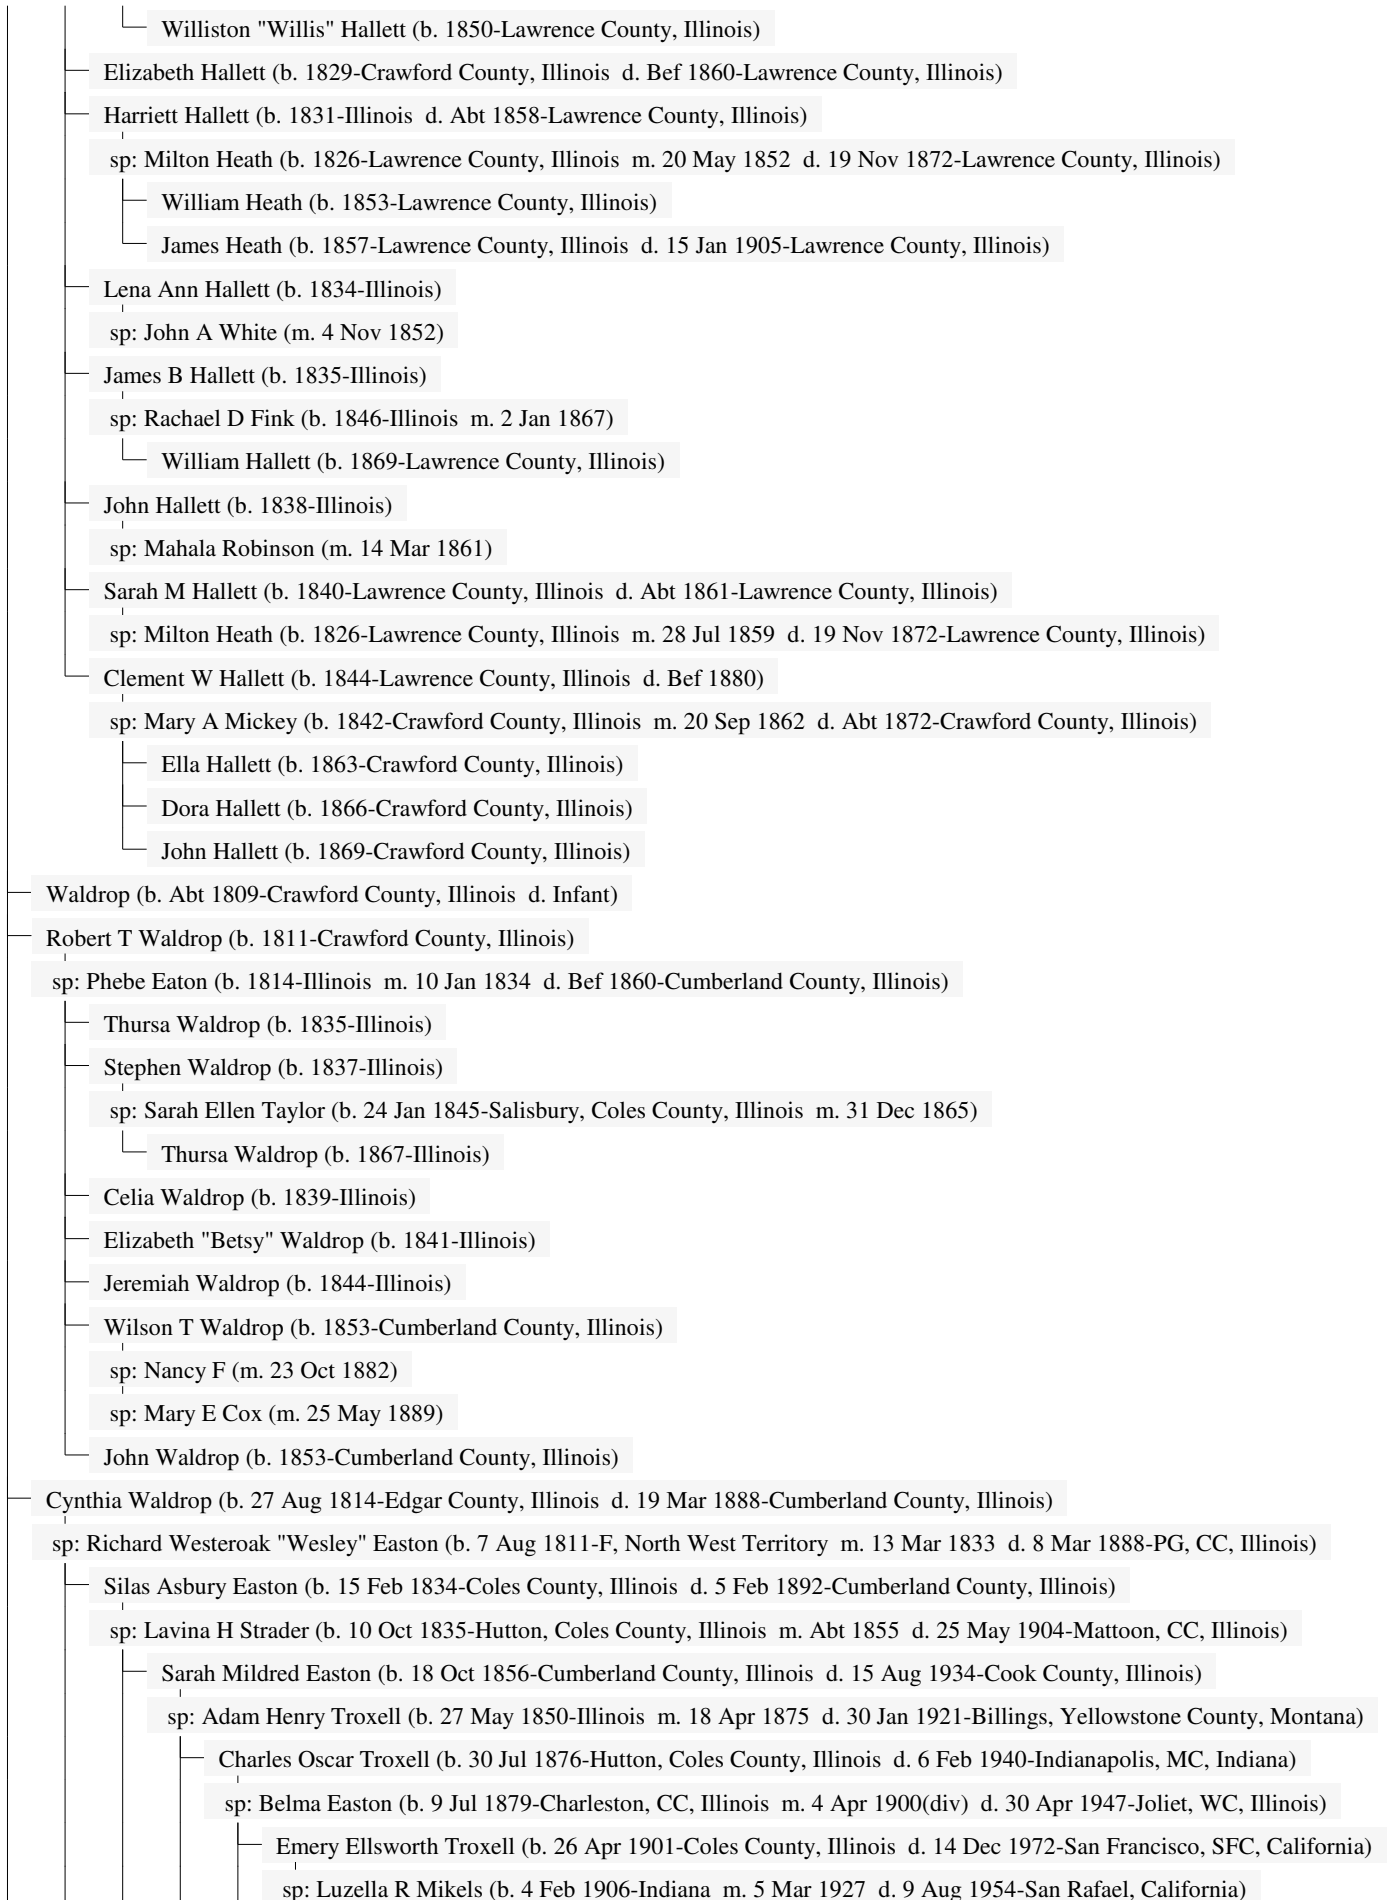 Williston "Willis" Hallett (b. 1850-Lawrence County, Illinois)
Elizabeth Hallett (b. 1829-Crawford County, Illinois d. Bef 1860-Lawrence County, Illinois)
Harriett Hallett (b. 1831-Illinois d. Abt 1858-Lawrence County, Illinois)
sp: Milton Heath (b. 1826-Lawrence County, Illinois m. 20 May 1852 d. 19 Nov 1872-Lawrence County, Illinois)
William Heath (b. 1853-Lawrence County, Illinois)
James Heath (b. 1857-Lawrence County, Illinois d. 15 Jan 1905-Lawrence County, Illinois)
Lena Ann Hallett (b. 1834-Illinois)
sp: John A White (m. 4 Nov 1852)
James B Hallett (b. 1835-Illinois)
sp: Rachael D Fink (b. 1846-Illinois m. 2 Jan 1867)
William Hallett (b. 1869-Lawrence County, Illinois)
John Hallett (b. 1838-Illinois)
sp: Mahala Robinson (m. 14 Mar 1861)
Sarah M Hallett (b. 1840-Lawrence County, Illinois d. Abt 1861-Lawrence County, Illinois)
sp: Milton Heath (b. 1826-Lawrence County, Illinois m. 28 Jul 1859 d. 19 Nov 1872-Lawrence County, Illinois)
Clement W Hallett (b. 1844-Lawrence County, Illinois d. Bef 1880)
sp: Mary A Mickey (b. 1842-Crawford County, Illinois m. 20 Sep 1862 d. Abt 1872-Crawford County, Illinois)
Ella Hallett (b. 1863-Crawford County, Illinois)
Dora Hallett (b. 1866-Crawford County, Illinois)
John Hallett (b. 1869-Crawford County, Illinois)
Waldrop (b. Abt 1809-Crawford County, Illinois d. Infant)
Robert T Waldrop (b. 1811-Crawford County, Illinois)
sp: Phebe Eaton (b. 1814-Illinois m. 10 Jan 1834 d. Bef 1860-Cumberland County, Illinois)
Thursa Waldrop (b. 1835-Illinois)
Stephen Waldrop (b. 1837-Illinois)
sp: Sarah Ellen Taylor (b. 24 Jan 1845-Salisbury, Coles County, Illinois m. 31 Dec 1865)
Thursa Waldrop (b. 1867-Illinois)
Celia Waldrop (b. 1839-Illinois)
Elizabeth "Betsy" Waldrop (b. 1841-Illinois)
Jeremiah Waldrop (b. 1844-Illinois)
Wilson T Waldrop (b. 1853-Cumberland County, Illinois)
sp: Nancy F (m. 23 Oct 1882)
sp: Mary E Cox (m. 25 May 1889)
John Waldrop (b. 1853-Cumberland County, Illinois)
Cynthia Waldrop (b. 27 Aug 1814-Edgar County, Illinois d. 19 Mar 1888-Cumberland County, Illinois)
sp: Richard Westeroak "Wesley" Easton (b. 7 Aug 1811-F, North West Territory m. 13 Mar 1833 d. 8 Mar 1888-PG, CC, Illinois)
Silas Asbury Easton (b. 15 Feb 1834-Coles County, Illinois d. 5 Feb 1892-Cumberland County, Illinois)
sp: Lavina H Strader (b. 10 Oct 1835-Hutton, Coles County, Illinois m. Abt 1855 d. 25 May 1904-Mattoon, CC, Illinois)
Sarah Mildred Easton (b. 18 Oct 1856-Cumberland County, Illinois d. 15 Aug 1934-Cook County, Illinois)
sp: Adam Henry Troxell (b. 27 May 1850-Illinois m. 18 Apr 1875 d. 30 Jan 1921-Billings, Yellowstone County, Montana)
Charles Oscar Troxell (b. 30 Jul 1876-Hutton, Coles County, Illinois d. 6 Feb 1940-Indianapolis, MC, Indiana)
sp: Belma Easton (b. 9 Jul 1879-Charleston, CC, Illinois m. 4 Apr 1900(div) d. 30 Apr 1947-Joliet, WC, Illinois)
Emery Ellsworth Troxell (b. 26 Apr 1901-Coles County, Illinois d. 14 Dec 1972-San Francisco, SFC, California)
sp: Luzella R Mikels (b. 4 Feb 1906-Indiana m. 5 Mar 1927 d. 9 Aug 1954-San Rafael, California)